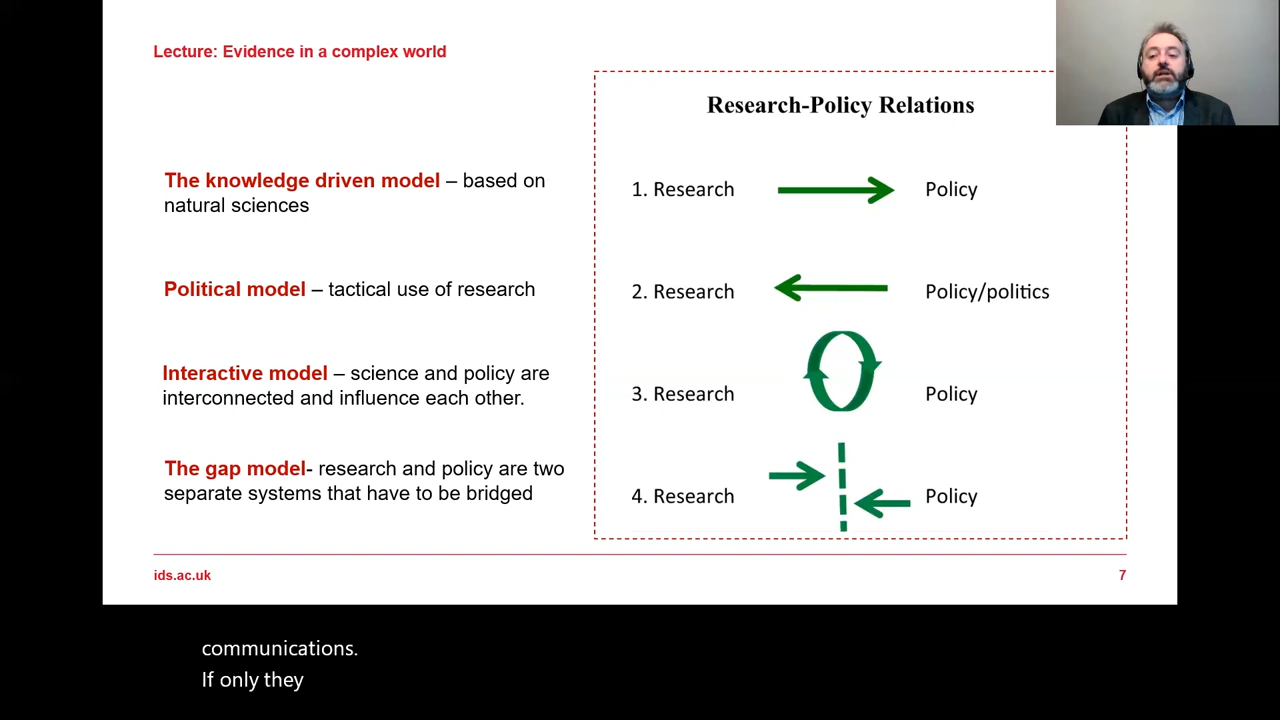 Lecture: Evidence in a complex world
The knowledge driven model – based on
natural sciences
Political model – tactical use of research
Interactive model – science and policy are
interconnected and influence each other.
The gap model- research and policy are two
separate systems that have to be bridged
Research-Policy Relations
1. Research Policy
2. Research Policy/politics
3. Research Policy
4. Research Policy
ids.ac.uk
7
communications.
If only they